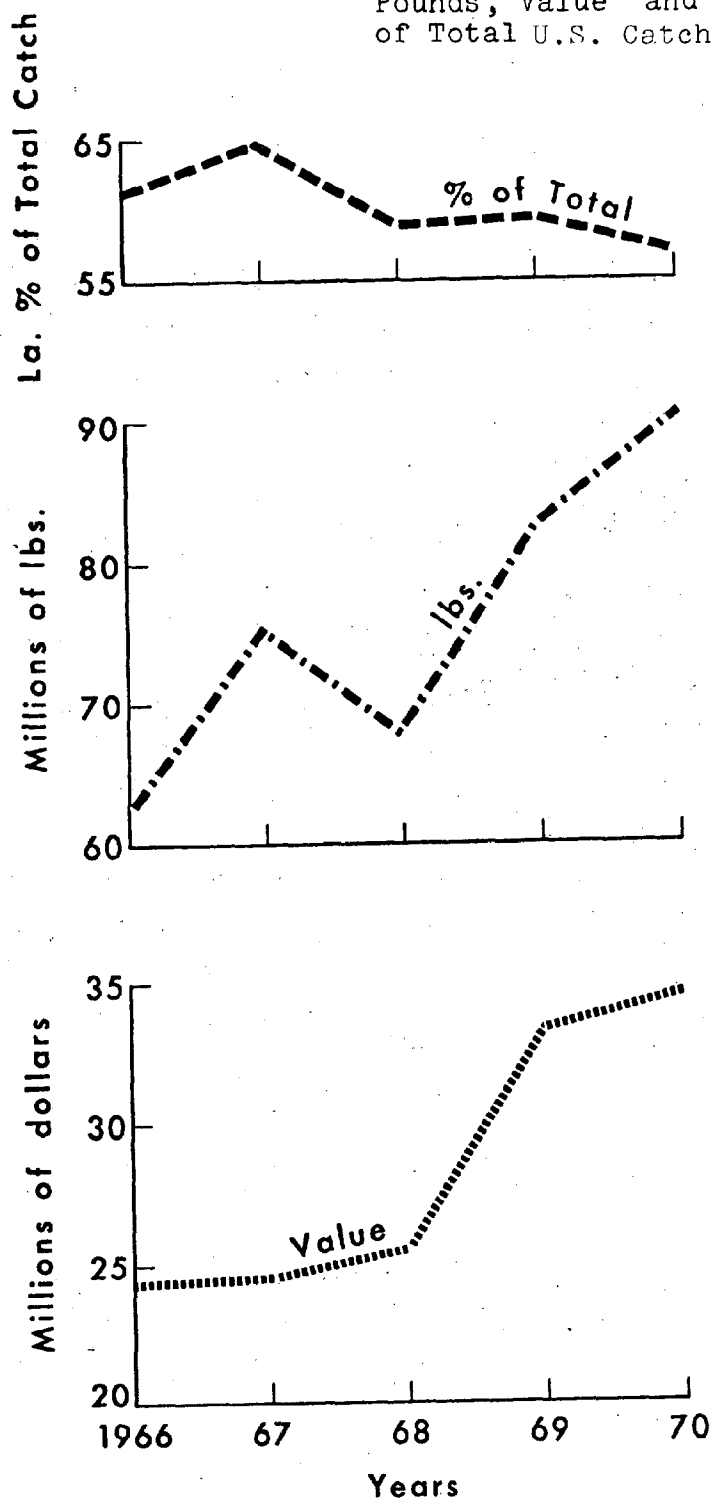 Pounds, Value and
of Total U.S. Catch
La. % of Total Catch
65
55
% of Total
Millions of lbs.
90
80
70
60
lbs.
Millions of dollars
35
30
25
20
Value
1966 67 68 69 70
Years